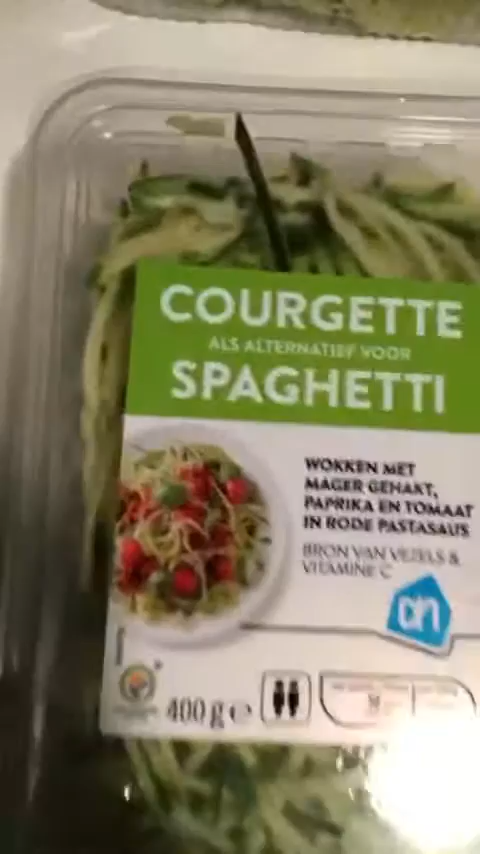 COURGETTE
ALS ALTERNATIEF VOOR
SPAGHETTI
WOKKEN MET
MAGER GEHAKT,
PAPRIKA EN TOMAAT
IN RODE PASTASAUS
BRON VAN VEZELS &
VITAMINE C
ah
400 g e